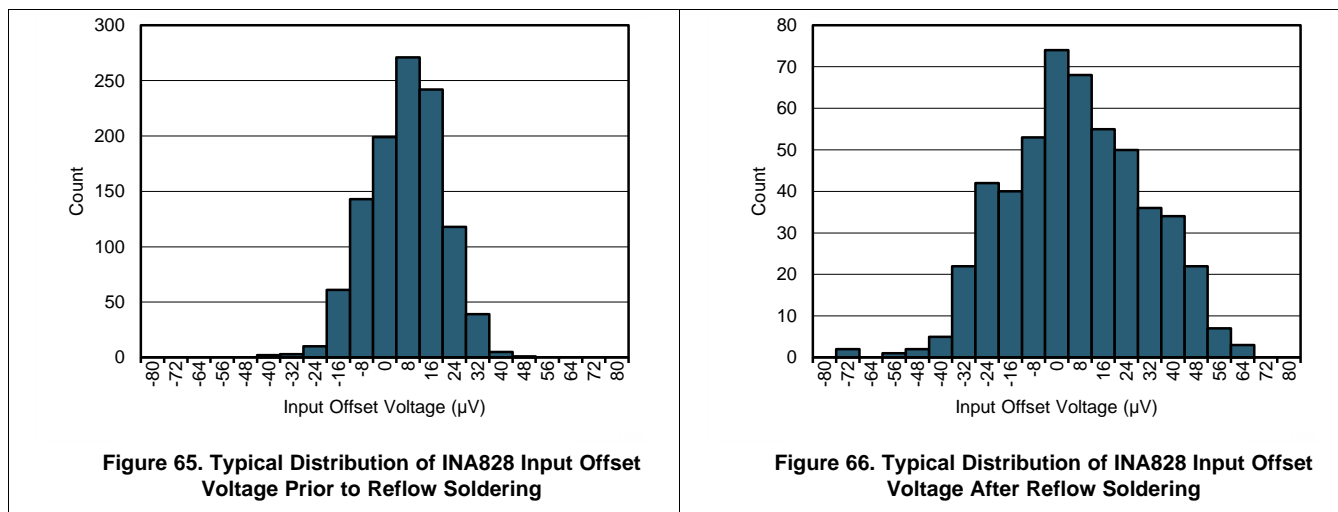 300
250
200
150
100
50
0
Count
-80 -72 -64 -56 -48 -40 -32 -24 -16 -8 0 8 16 24 32 40 48 56 64 72 80
Input Offset Voltage (µV)
Figure 65. Typical Distribution of INA828 Input Offset
Voltage Prior to Reflow Soldering
80
70
60
50
40
30
20
10
0
Count
-80 -72 -64 -56 -48 -40 -32 -24 -16 -8 0 8 16 24 32 40 48 56 64 72 80
Input Offset Voltage (µV)
Figure 66. Typical Distribution of INA828 Input Offset
Voltage After Reflow Soldering